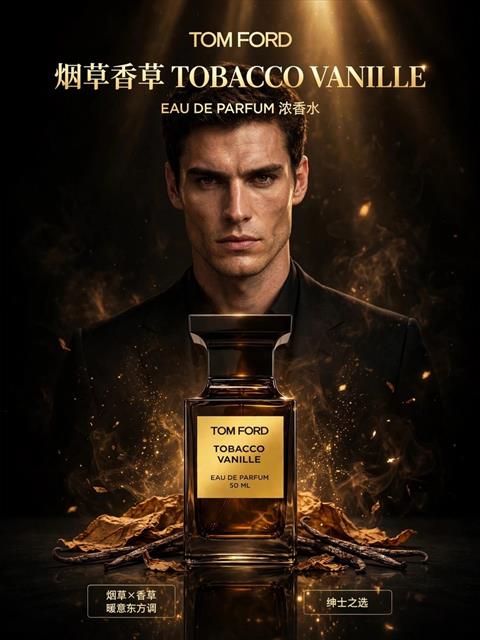 TOM FORD
烟草香草 TOBACCO VANILLE
EAU DE PARFUM 浓香水
TOM FORD
TOBACCO
VANILLE
EAU DE PARFUM
50 ML
烟草×香草
暖意东方调
绅士之选